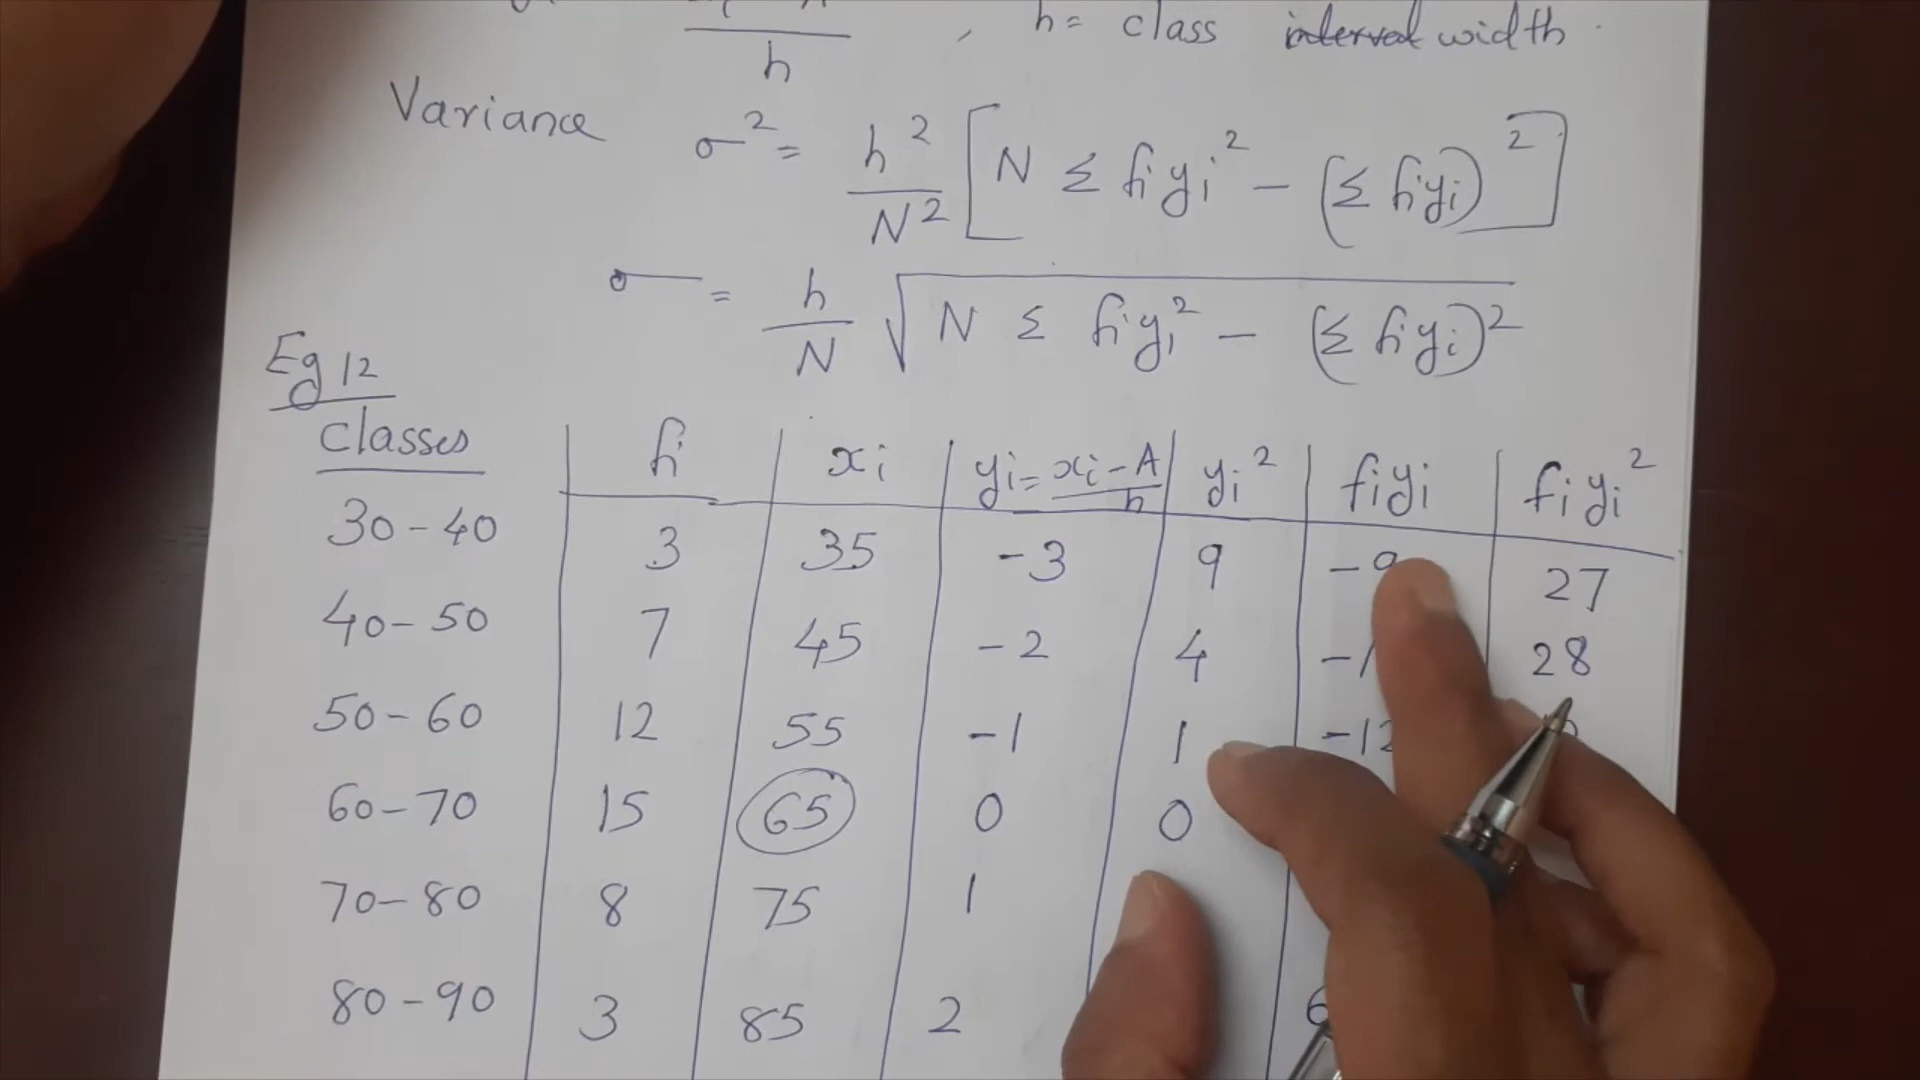 h
, h = class interval width .
Variance σ² = h²/N² [N Σ fiyi² – (Σ fiyi)²]
σ = h/N √N Σ fiyi² – (Σ fiyi)²
Eg 12
Classes fi xi yi = xi – A/h yi² fiyi fiyi²
30 – 40 3 35 -3 9 -9 27
40 – 50 7 45 -2 4 28
50 – 60 12 55 -1 1 -12
60 – 70 15 65 0 0
70 – 80 8 75 1
80 – 90 3 85 2 6